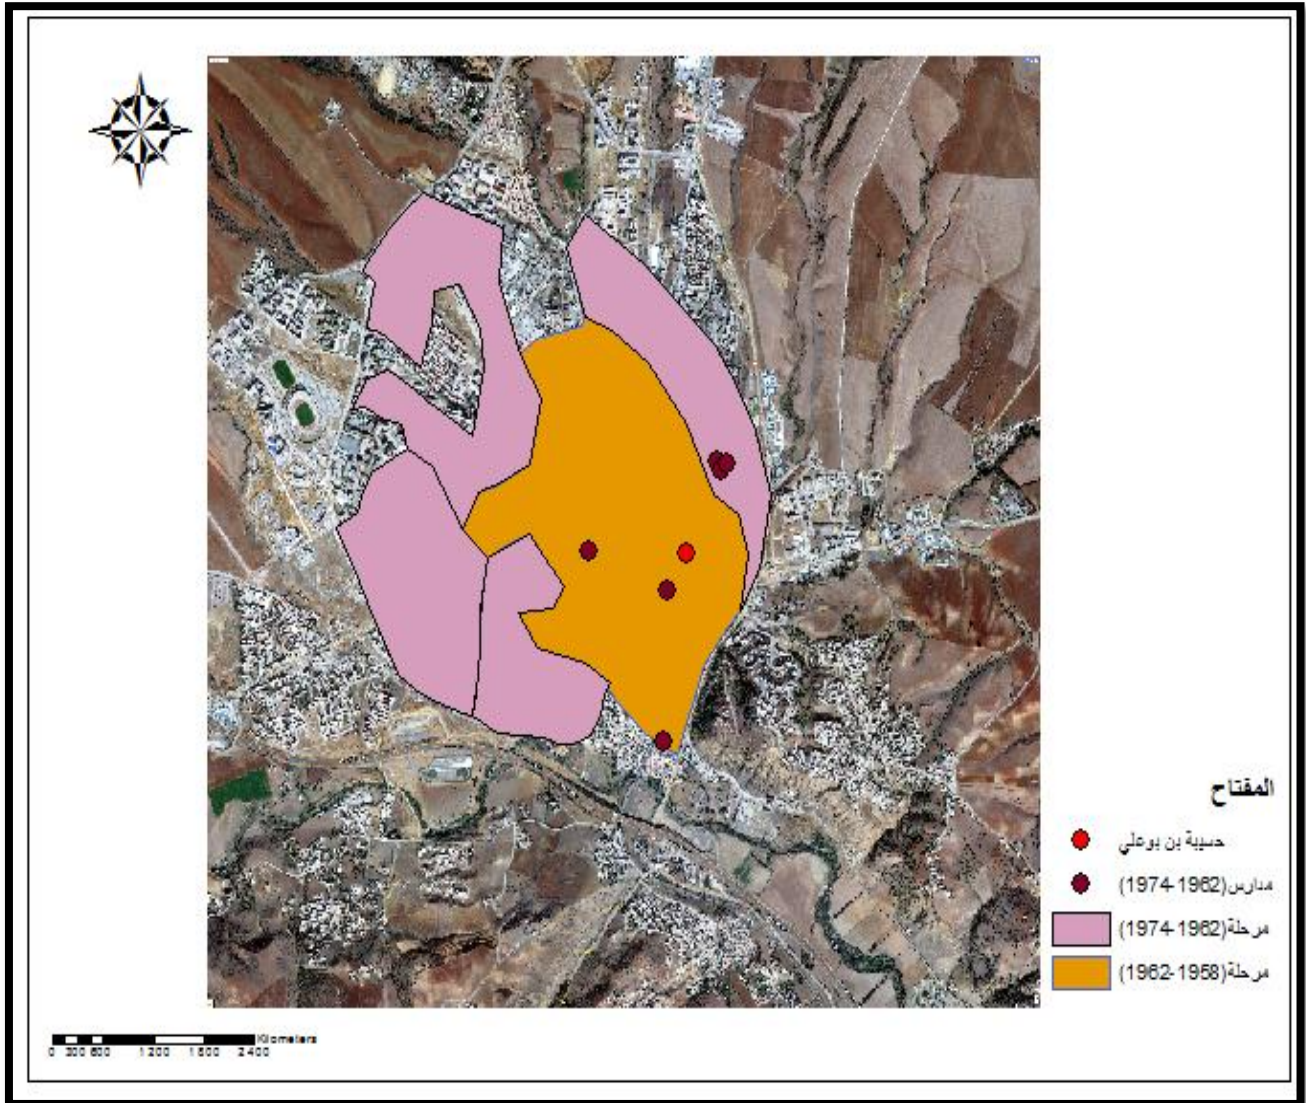 المفتاح
حسيبة بن بوعلي
مدارس(1962-1974)
مرحلة(1962-1974)
مرحلة(1958-1962)
Kilometers
0 300 600 1 200 1 800 2 400